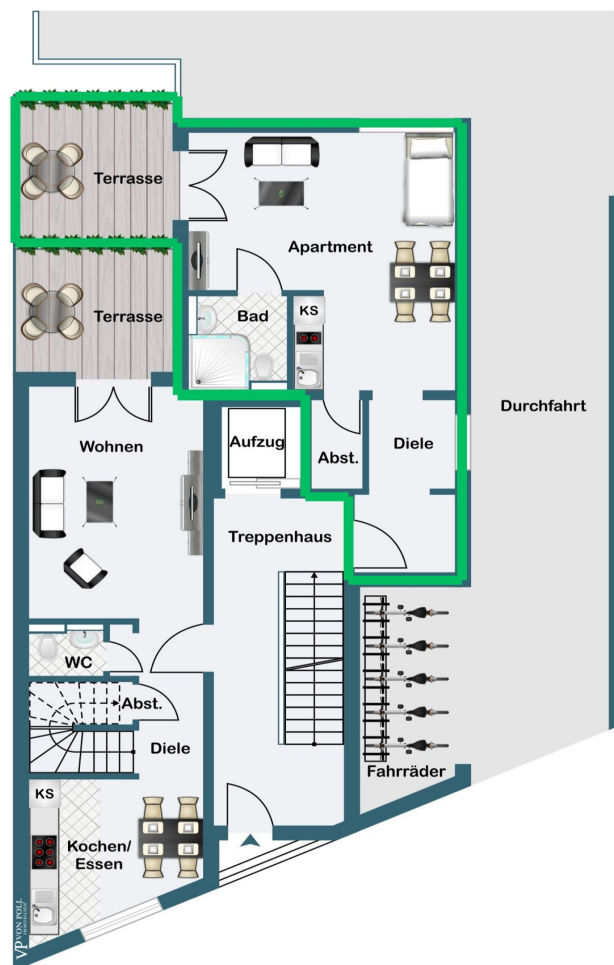 Terrasse
Apartment
Terrasse
Bad
KS
Durchfahrt
Wohnen
Aufzug
Abst.
Diele
Treppenhaus
WC
Abst.
Diele
Fahrräder
KS
Kochen/
Essen
VP VON POLL
IMMOBILIEN